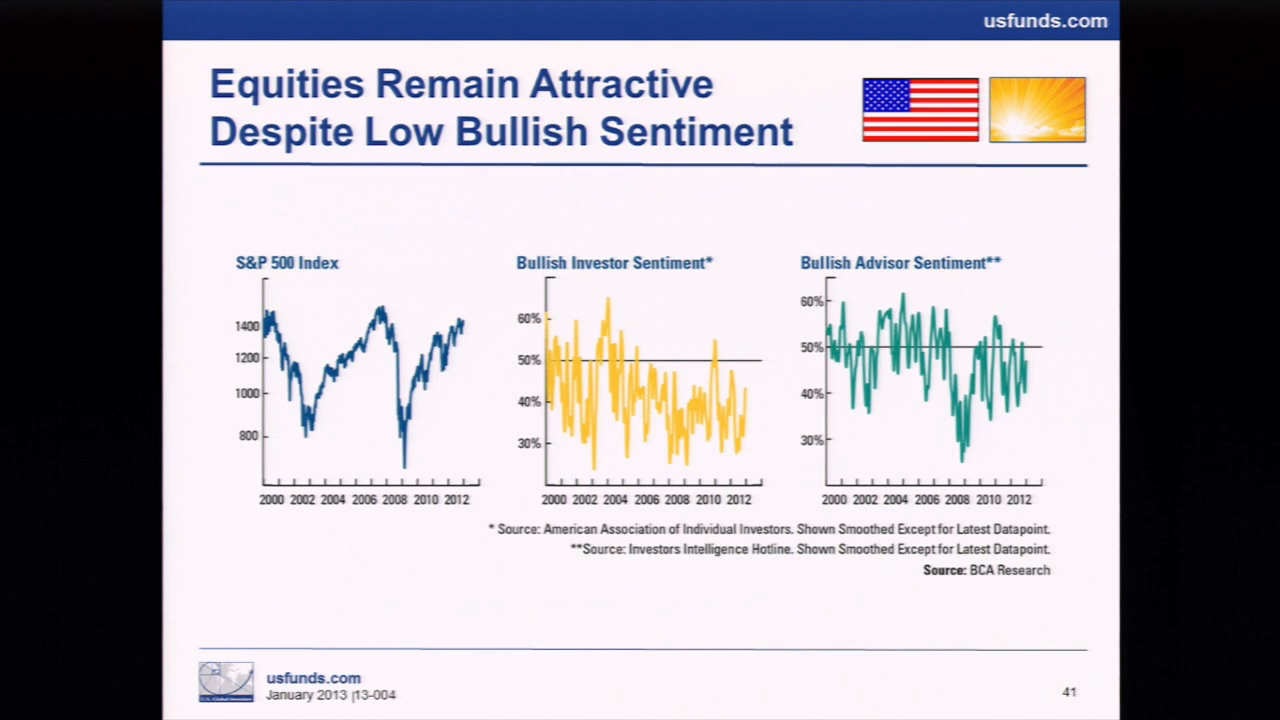 usfunds.com
Equities Remain Attractive
Despite Low Bullish Sentiment
S&P 500 Index
1400
1200
1000
800
2000 2002 2004 2006 2008 2010 2012
Bullish Investor Sentiment*
60%
50%
40%
30%
2000 2002 2004 2006 2008 2010 2012
Bullish Advisor Sentiment**
60%
50%
40%
30%
2000 2002 2004 2006 2008 2010 2012
* Source: American Association of Individual Investors. Shown Smoothed Except for Latest Datapoint.
**Source: Investors Intelligence Hotline. Shown Smoothed Except for Latest Datapoint.
Source: BCA Research
U.S. Global Investors
usfunds.com
January 2013 |13-004
41